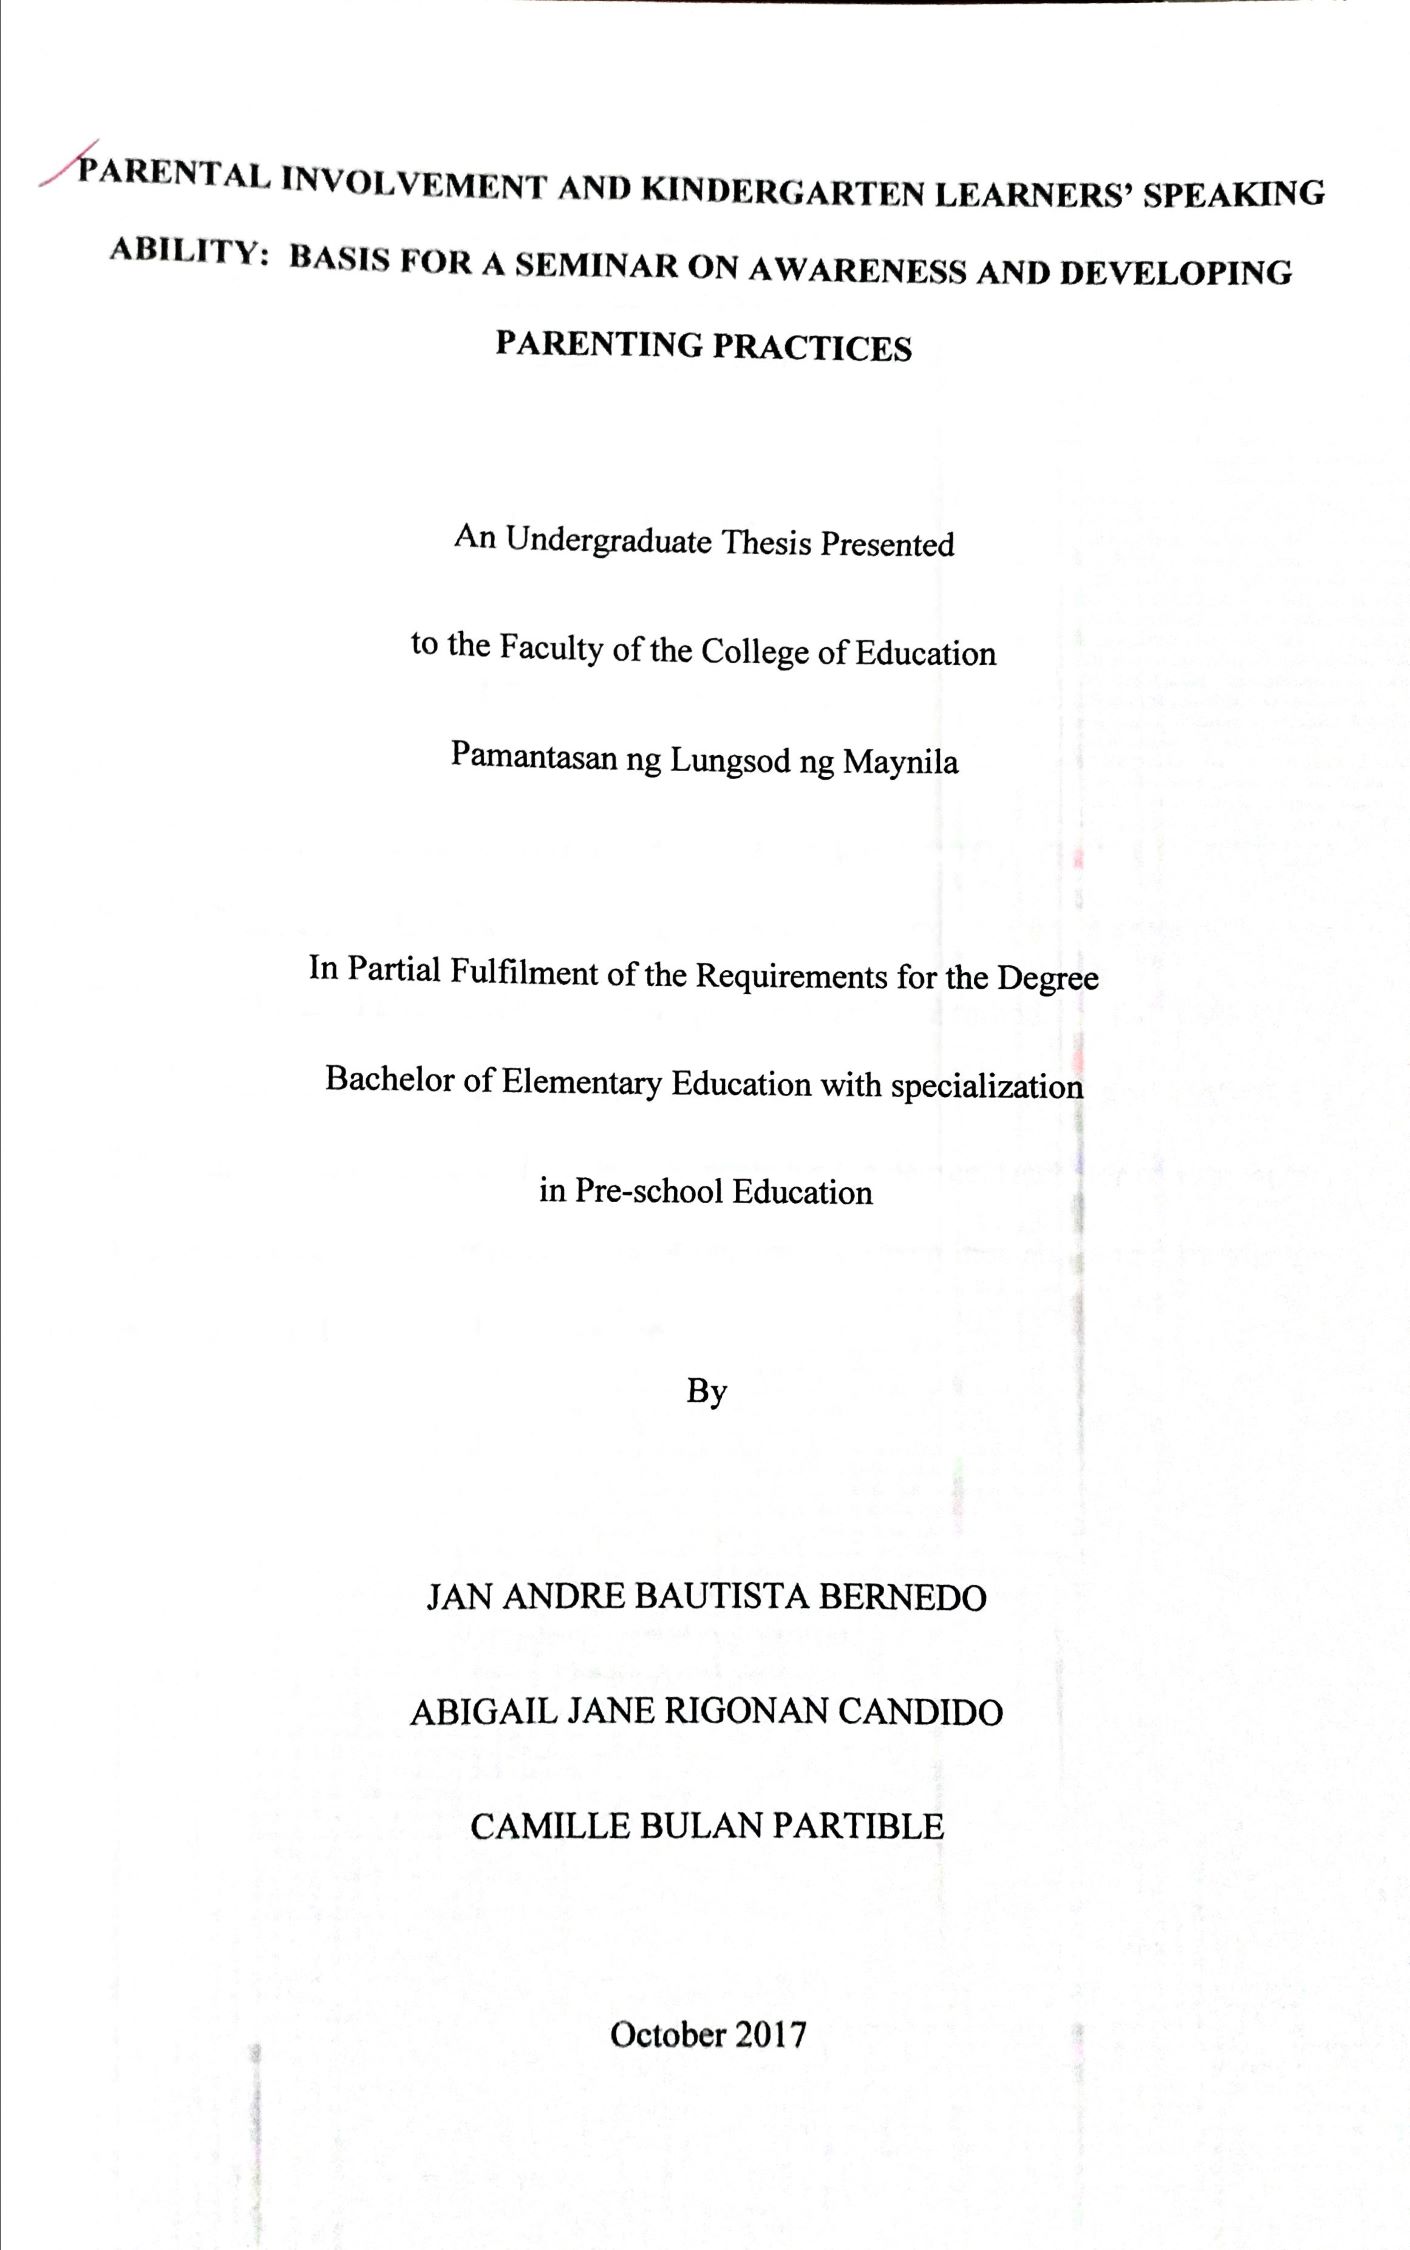 PARENTAL INVOLVEMENT AND KINDERGARTEN LEARNERS’ SPEAKING
ABILITY: BASIS FOR A SEMINAR ON AWARENESS AND DEVELOPING
PARENTING PRACTICES
An Undergraduate Thesis Presented
to the Faculty of the College of Education
Pamantasan ng Lungsod ng Maynila
In Partial Fulfilment of the Requirements for the Degree
Bachelor of Elementary Education with specialization
in Pre-school Education
By
JAN ANDRE BAUTISTA BERNEDO
ABIGAIL JANE RIGONAN CANDIDO
CAMILLE BULAN PARTIBLE
October 2017